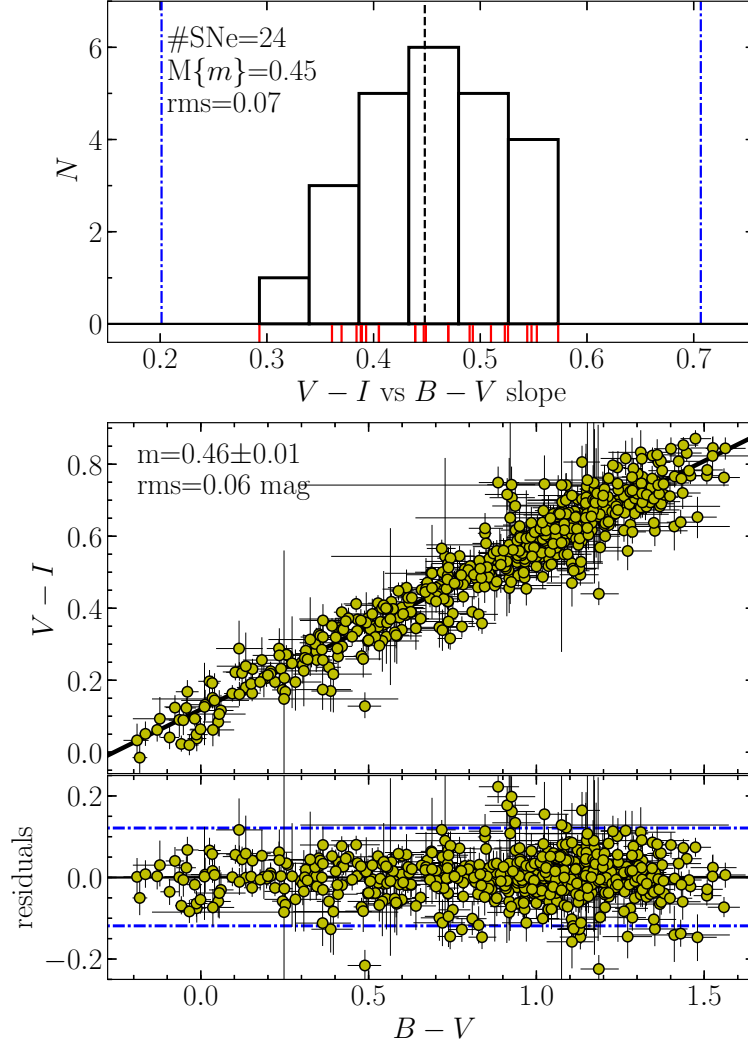 #SNe=24
M{m}=0.45
rms=0.07
N
6
4
2
0
0.2 0.3 0.4 0.5 0.6 0.7
V − I vs B − V slope
m=0.46±0.01
rms=0.06 mag
V − I
0.8
0.6
0.4
0.2
0.0
residuals
0.2
0.0
−0.2
0.0 0.5 1.0 1.5
B − V